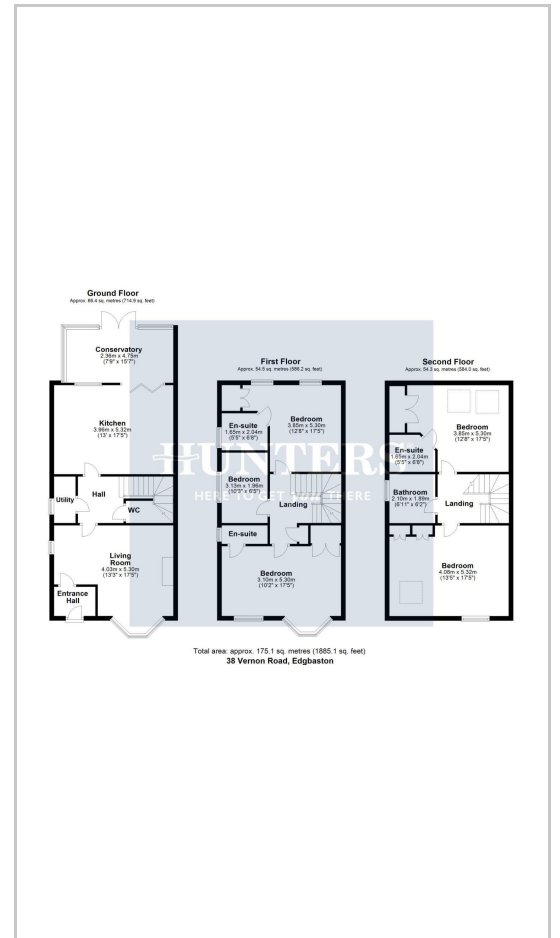 Ground Floor
Approx. 66.4 sq. metres (714.9 sq. feet)
Conservatory
2.36m x 4.75m
(7'9" x 15'7")
Kitchen
3.96m x 5.32m
(13' x 17'5")
Utility
Hall
WC
Living
Room
4.03m x 5.30m
(13'3" x 17'5")
Entrance
Hall
First Floor
Approx. 54.5 sq. metres (586.2 sq. feet)
En-suite
1.65m x 2.04m
(5'5" x 6'8")
Bedroom
3.85m x 5.30m
(12'8" x 17'5")
Bedroom
3.13m x 1.96m
(10'3" x 6'5")
Landing
En-suite
Bedroom
3.10m x 5.30m
(10'2" x 17'5")
Second Floor
Approx. 54.3 sq. metres (584.0 sq. feet)
Bedroom
3.85m x 5.30m
(12'8" x 17'5")
En-suite
1.65m x 2.04m
(5'5" x 6'8")
Bathroom
2.10m x 1.89m
(6'11" x 6'2")
Landing
Bedroom
4.08m x 5.32m
(13'5" x 17'5")
HUNTERS
HERE TO GET YOU THERE
Total area: approx. 175.1 sq. metres (1885.1 sq. feet)
38 Vernon Road, Edgbaston